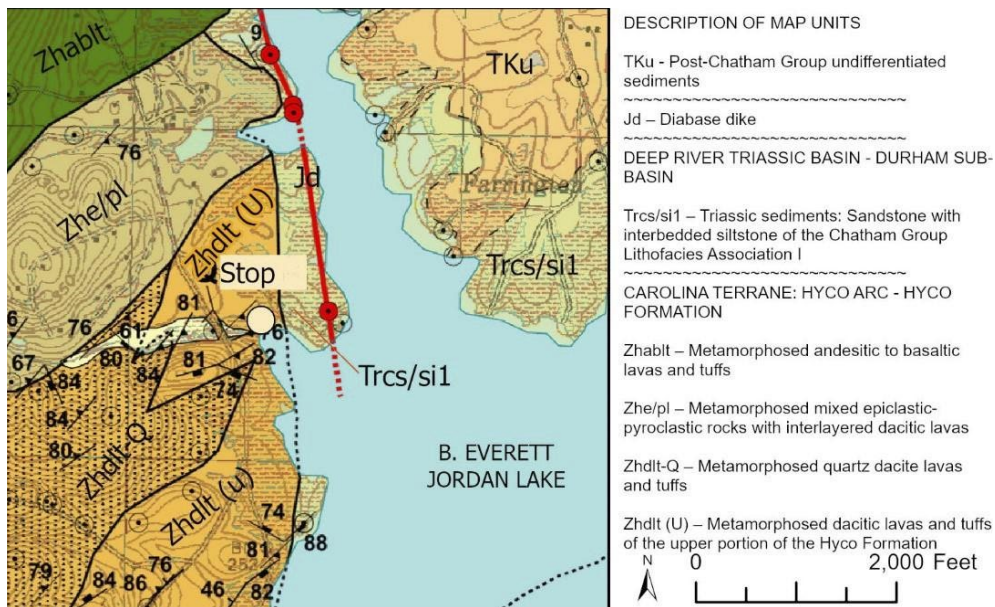 9
Zhablt
TKu
76
Zhe/pl
Jd
Farrington
Zhdlt (U)
Stop
Trcs/si1
81
6
76
61
76
67
80
81
82
84
84
74
Trcs/si1
84
80
Zhdlt-Q
B. EVERETT
JORDAN LAKE
Zhdlt (u)
74
88
81
79
76
84
86
46
82
DESCRIPTION OF MAP UNITS
TKu - Post-Chatham Group undifferentiated
sediments
~~~~~~~~~~~~~~~~~~~~~~~~~~~~~
Jd – Diabase dike
~~~~~~~~~~~~~~~~~~~~~~~~~~~~~
DEEP RIVER TRIASSIC BASIN - DURHAM SUB-
BASIN
Trcs/si1 – Triassic sediments: Sandstone with
interbedded siltstone of the Chatham Group
Lithofacies Association I
~~~~~~~~~~~~~~~~~~~~~~~~~~~~~
CAROLINA TERRANE: HYCO ARC - HYCO
FORMATION
Zhablt – Metamorphosed andesitic to basaltic
lavas and tuffs
Zhe/pl – Metamorphosed mixed epiclastic-
pyroclastic rocks with interlayered dacitic lavas
Zhdlt-Q – Metamorphosed quartz dacite lavas
and tuffs
Zhdlt (U) – Metamorphosed dacitic lavas and tuffs
of the upper portion of the Hyco Formation
N
0
2,000 Feet